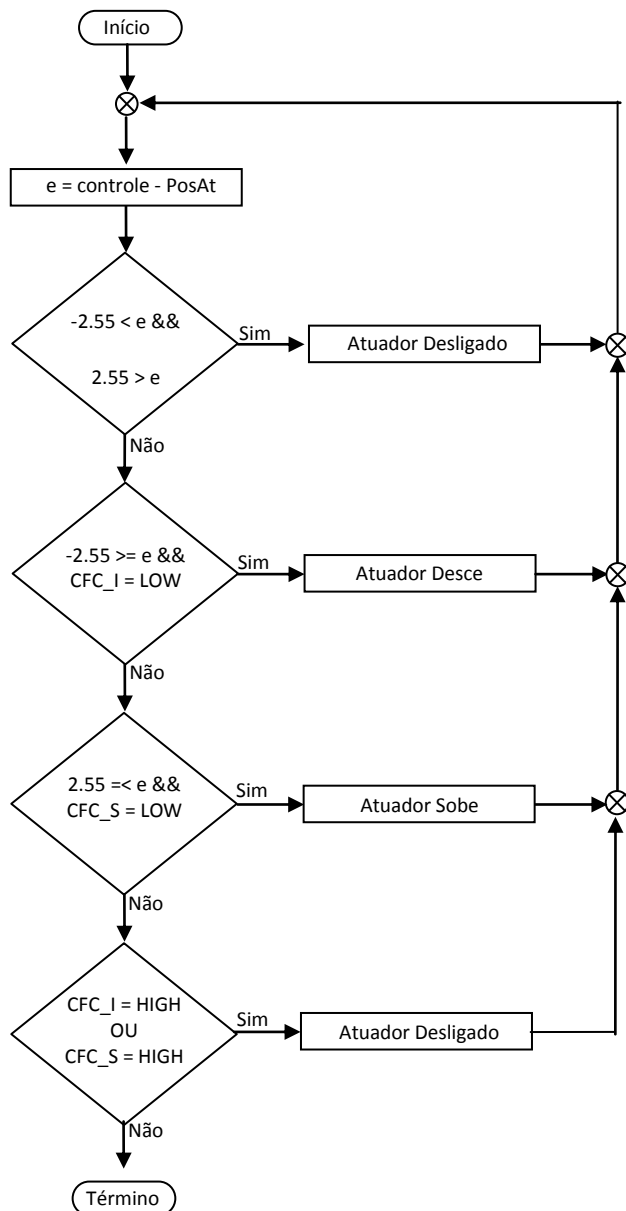 Início
e = controle - PosAt
-2.55 < e &&
2.55 > e
Sim
Atuador Desligado
Não
-2.55 >= e &&
CFC_I = LOW
Sim
Atuador Desce
Não
2.55 =< e &&
CFC_S = LOW
Sim
Atuador Sobe
Não
CFC_I = HIGH
OU
CFC_S = HIGH
Sim
Atuador Desligado
Não
Término